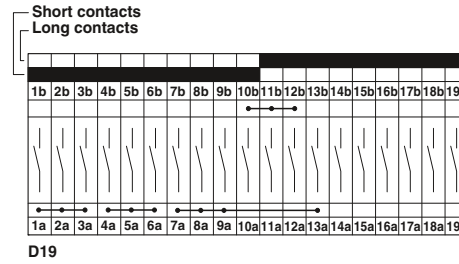 Short contacts
Long contacts
1b 2b 3b 4b 5b 6b 7b 8b 9b 10b 11b 12b 13b 14b 15b 16b 17b 18b 19
1a 2a 3a 4a 5a 6a 7a 8a 9a 10a 11a 12a 13a 14a 15a 16a 17a 18a 19
D19